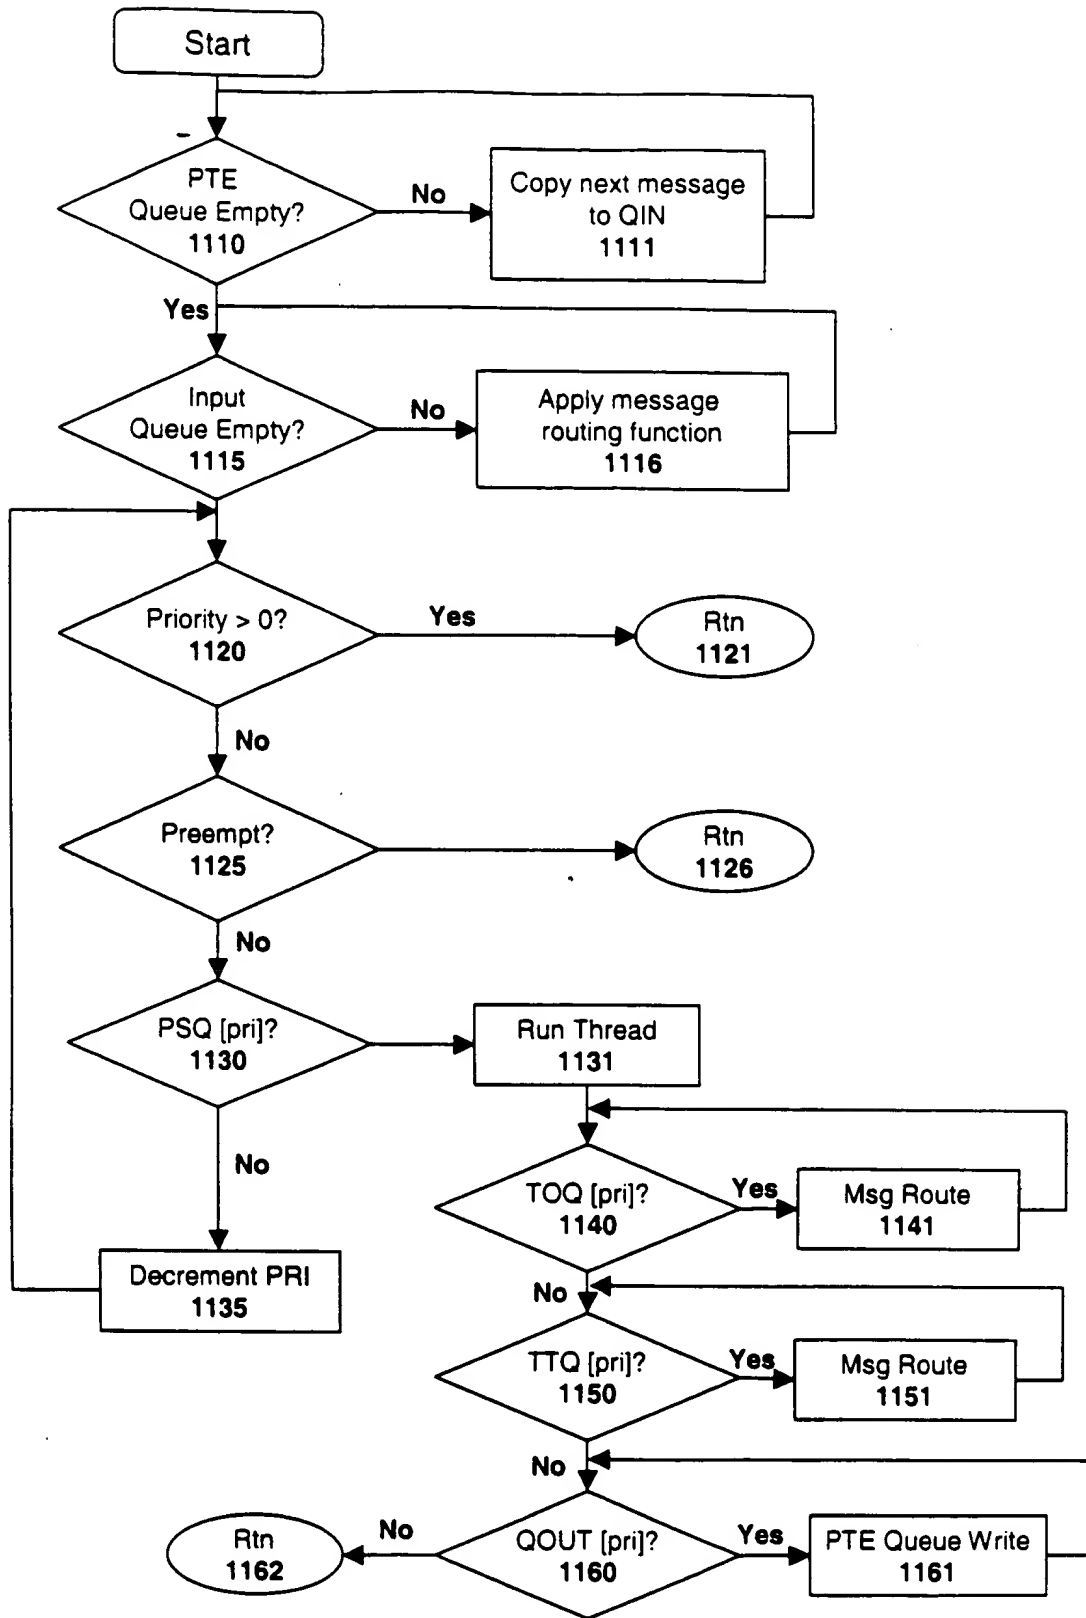 Start
PTE
Queue Empty?
1110
No
Copy next message
to QIN
1111
Yes
Input
Queue Empty?
1115
No
Apply message
routing function
1116
Priority > 0?
1120
Yes
Rtn
1121
No
Preempt?
1125
Rtn
1126
No
PSQ [pri]?
1130
Run Thread
1131
No
TOQ [pri]?
1140
Yes
Msg Route
1141
Decrement PRI
1135
No
TTQ [pri]?
1150
Yes
Msg Route
1151
No
Rtn
1162
No
QOUT [pri]?
1160
Yes
PTE Queue Write
1161